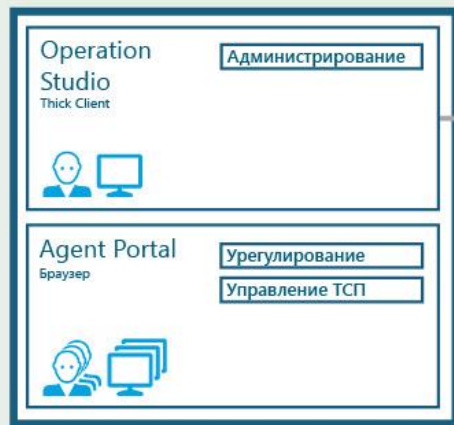 Operation
Studio
Thick Client
Администрирование
Agent Portal
Браузер
Урегулирование
Управление ТСП